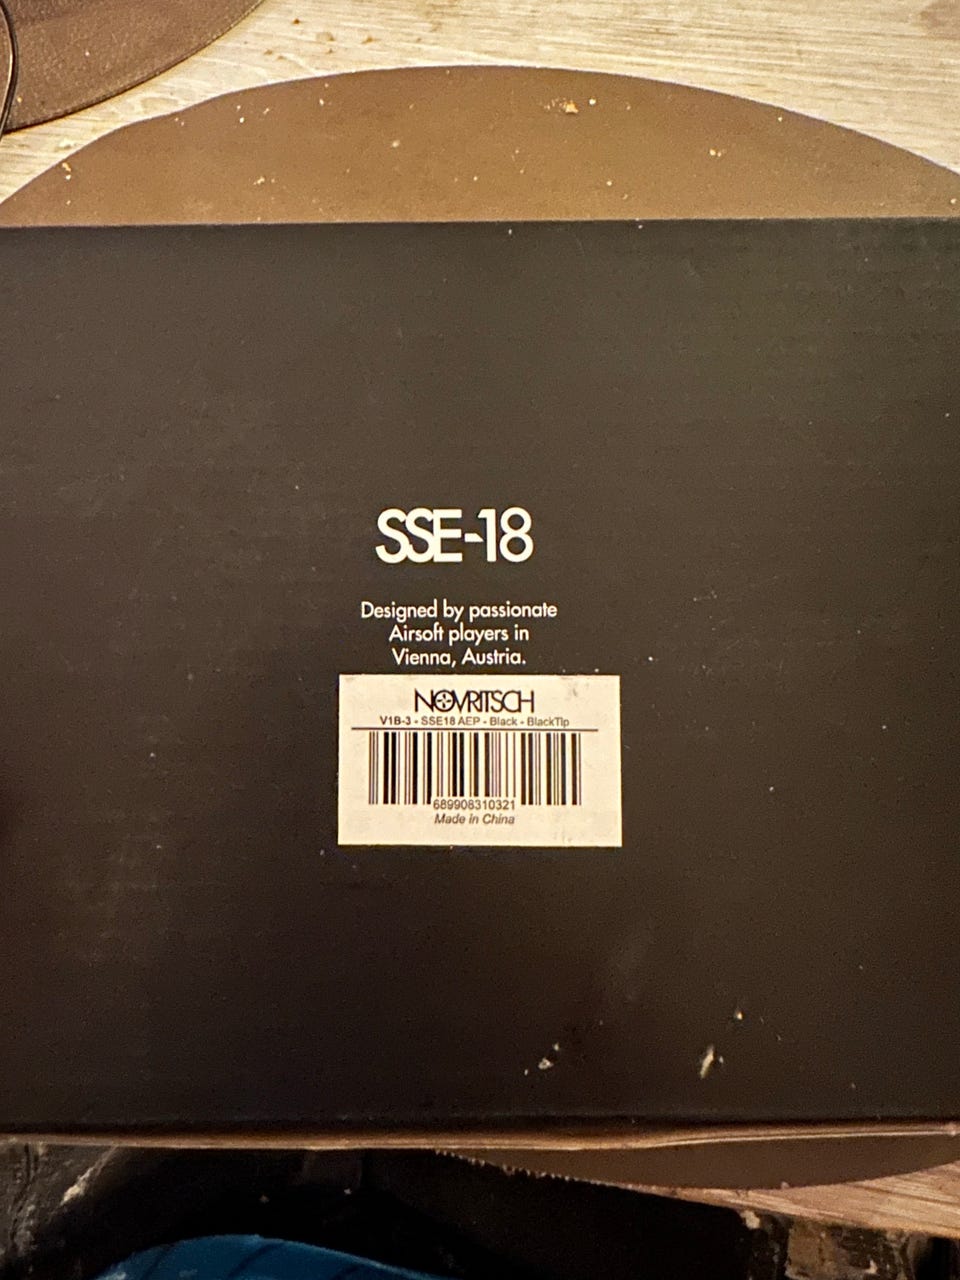 SSE-18
Designed by passionate
Airsoft players in
Vienna, Austria.
NOVRITSCH
V1B-3 - SSE18 AEP - Black - BlackTip
689908310321
Made in China